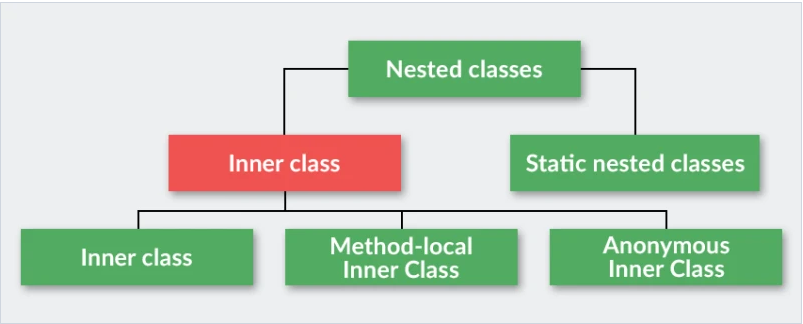 Nested classes
Inner class
Static nested classes
Inner class
Method-local
Inner Class
Anonymous
Inner Class